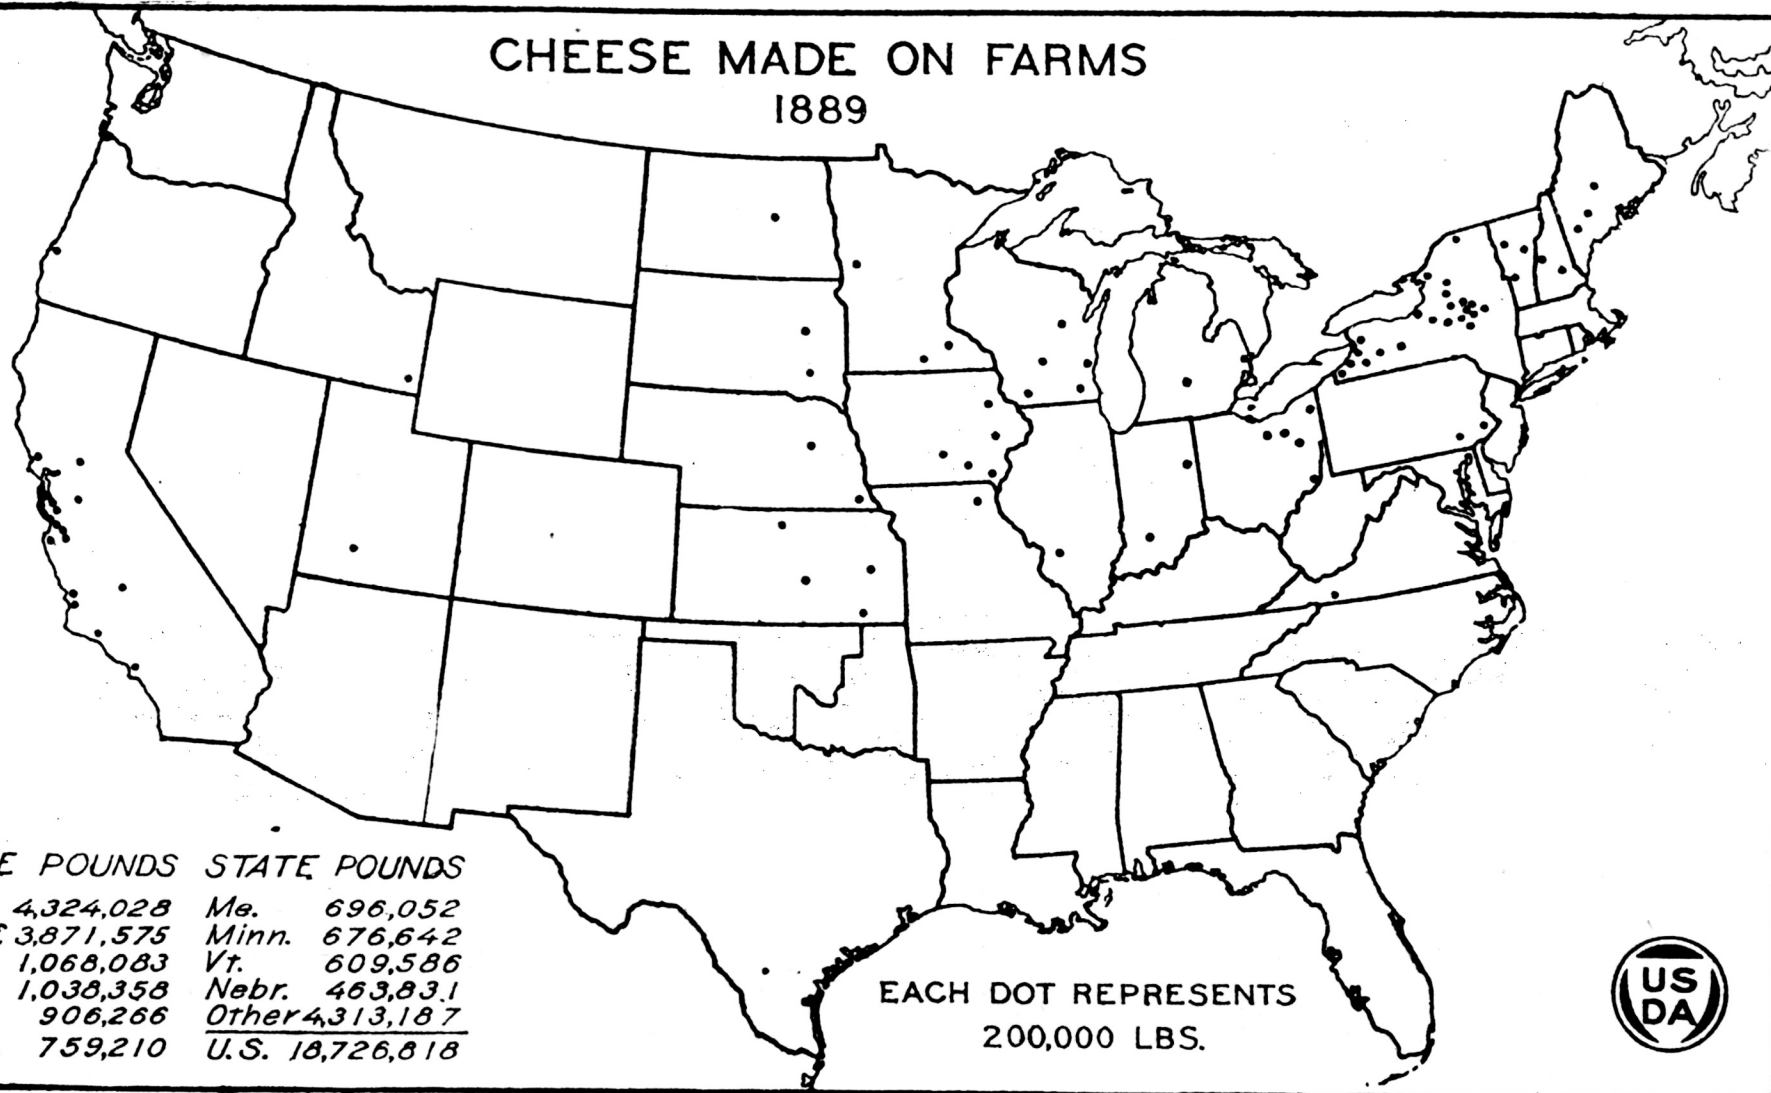 CHEESE MADE ON FARMS
1889
E POUNDS STATE POUNDS
4,324,028 Me. 696,052
3,871,575 Minn. 676,642
1,068,083 Vt. 609,586
1,038,358 Nebr. 463,831
906,266 Other 4,313,187
759,210 U.S. 18,726,818
EACH DOT REPRESENTS
200,000 LBS.
US
DA